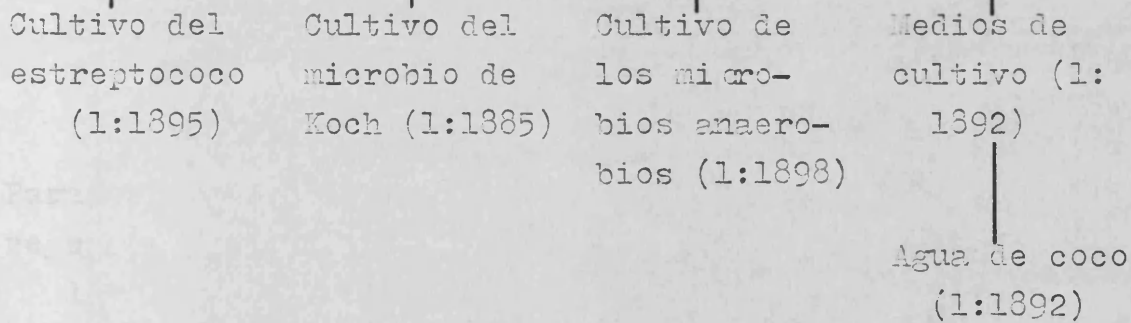 Cultivo del
estreptococo
(1:1895)
Cultivo del
microbio de
Koch (1:1885)
Cultivo de
los micro-
bios anaero-
bios (1:1898)
Medios de
cultivo (1:
1892)
Agua de coco
(1:1892)